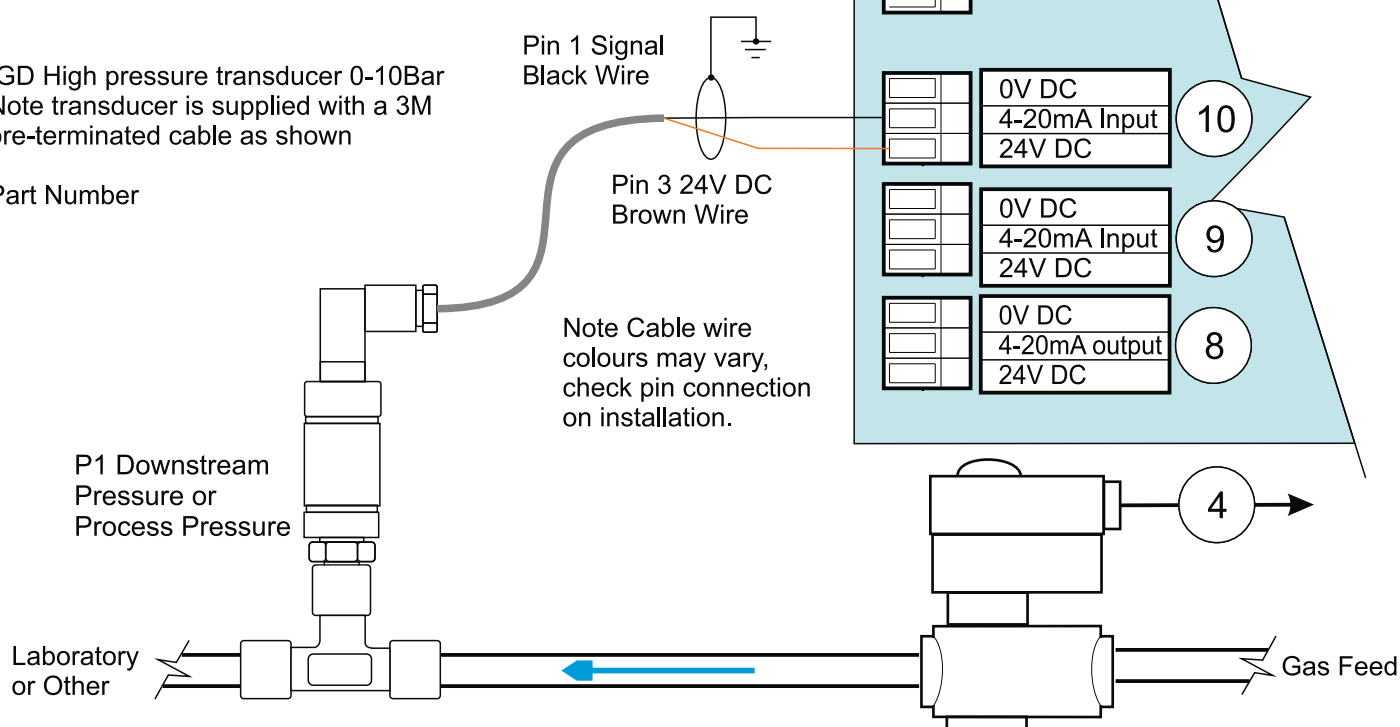 GD High pressure transducer 0-10Bar
Note transducer is supplied with a 3M
pre-terminated cable as shown
Part Number
Pin 1 Signal
Black Wire
Pin 3 24V DC
Brown Wire
0V DC
4-20mA Input
24V DC
10
0V DC
4-20mA Input
24V DC
9
0V DC
4-20mA output
24V DC
8
Note Cable wire
colours may vary,
check pin connection
on installation.
P1 Downstream
Pressure or
Process Pressure
4
Laboratory
or Other
Gas Feed